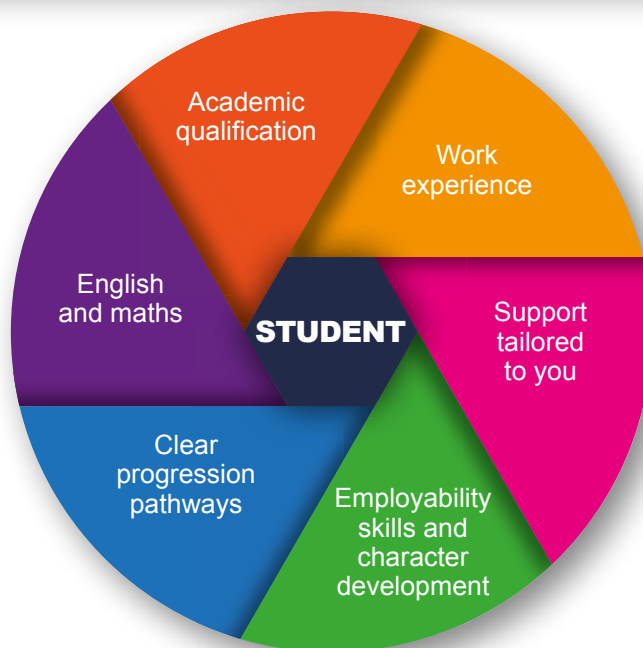 Academic
qualification
Work
experience
English
and maths
STUDENT
Support
tailored
to you
Clear
progression
pathways
Employability
skills and
character
development